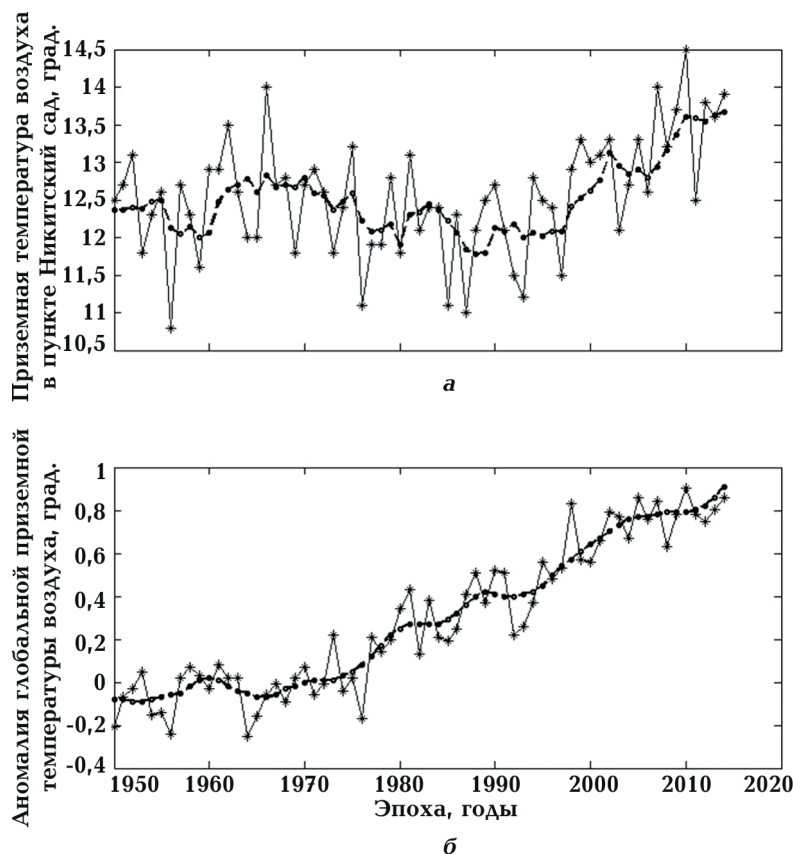 Приземная температура воздуха
в пункте Никитский сад, град.
14,5
14
13,5
13
12,5
12
11,5
11
10,5
а
Аномалия глобальной приземной
температуры воздуха, град.
1
0,8
0,6
0,4
0,2
0
-0,2
-0,4
1950 1960 1970 1980 1990 2000 2010 2020
Эпоха, годы
б